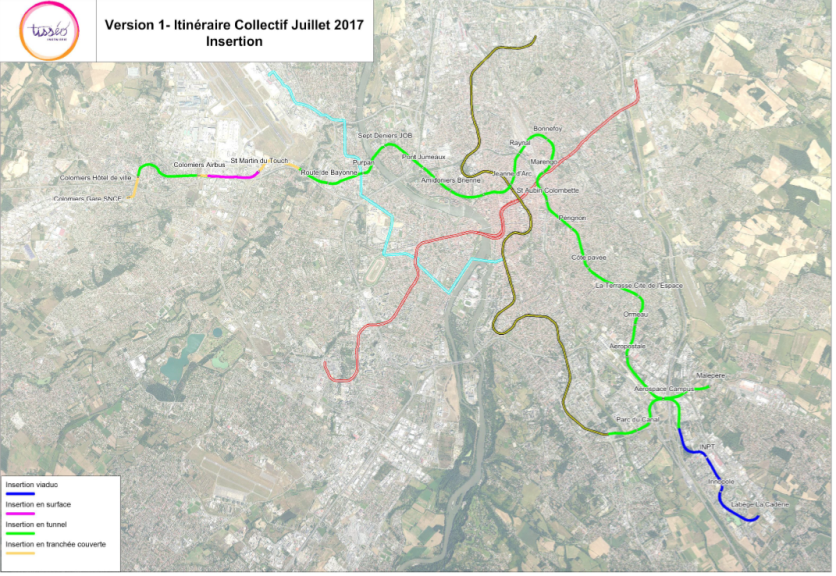 tisséo
Version 1- Itinéraire Collectif Juillet 2017
Insertion
Sept Deniers JOB
Bonnefoy
Raynal
Pont Jumeaux
Marengo
Colomiers Airbus
St Martin du Touch
Purpan
Route de Bayonne
Colomiers Hôtel de ville
Amidoniers Brienne
Jeanne d'Arc
St Aubin Colombette
Colomiers Gare SNCF
Perignon
Côte pavée
La Terrasse Cité de l'Espace
Ormeau
Aéropostale
Malepère
Aerospace Campus
Parc du Canal
INPT
Innopole
Labège La Cadène
Insertion viaduc
Insertion en surface
Insertion en tunnel
Insertion en tranchée couverte